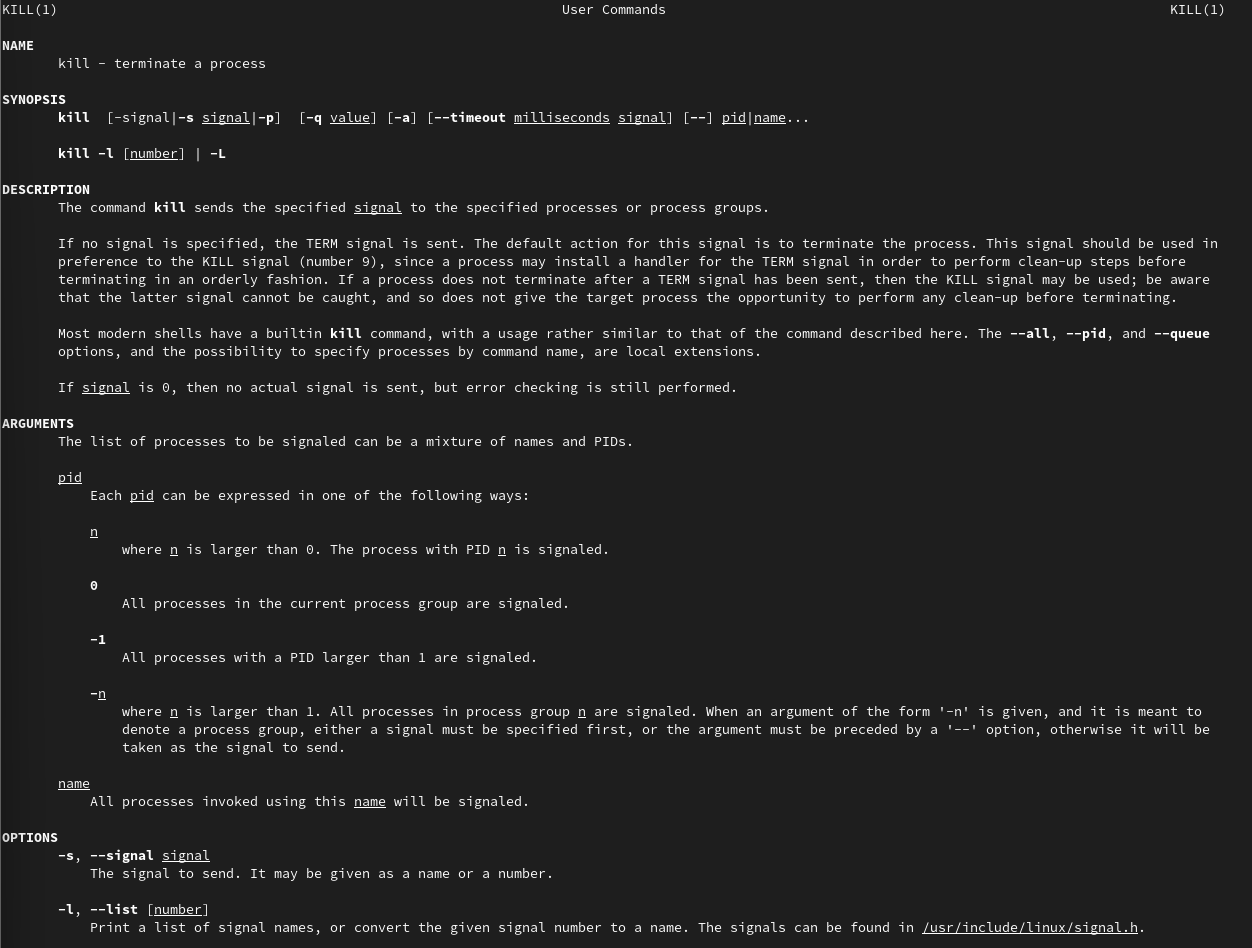 KILL(1) User Commands KILL(1)
NAME
kill - terminate a process
SYNOPSIS
kill [-signal|-s signal|-p] [-q value] [-a] [--timeout milliseconds signal] [--] pid|name...
kill -l [number] | -L
DESCRIPTION
The command kill sends the specified signal to the specified processes or process groups.
If no signal is specified, the TERM signal is sent. The default action for this signal is to terminate the process. This signal should be used in
preference to the KILL signal (number 9), since a process may install a handler for the TERM signal in order to perform clean-up steps before
terminating in an orderly fashion. If a process does not terminate after a TERM signal has been sent, then the KILL signal may be used; be aware
that the latter signal cannot be caught, and so does not give the target process the opportunity to perform any clean-up before terminating.
Most modern shells have a builtin kill command, with a usage rather similar to that of the command described here. The --all, --pid, and --queue
options, and the possibility to specify processes by command name, are local extensions.
If signal is 0, then no actual signal is sent, but error checking is still performed.
ARGUMENTS
The list of processes to be signaled can be a mixture of names and PIDs.
pid
Each pid can be expressed in one of the following ways:
n
where n is larger than 0. The process with PID n is signaled.
0
All processes in the current process group are signaled.
-1
All processes with a PID larger than 1 are signaled.
-n
where n is larger than 1. All processes in process group n are signaled. When an argument of the form '-n' is given, and it is meant to
denote a process group, either a signal must be specified first, or the argument must be preceded by a '--' option, otherwise it will be
taken as the signal to send.
name
All processes invoked using this name will be signaled.
OPTIONS
-s, --signal signal
The signal to send. It may be given as a name or a number.
-l, --list [number]
Print a list of signal names, or convert the given signal number to a name. The signals can be found in /usr/include/linux/signal.h.